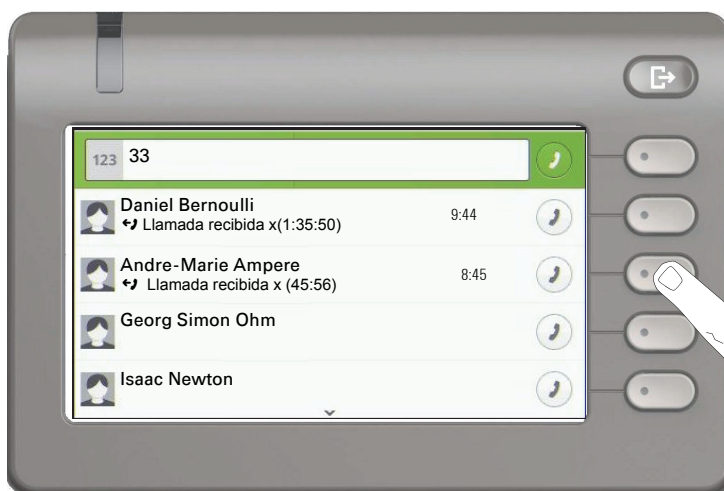 123 33
Daniel Bernoulli
Llamada recibida x(1:35:50) 9:44
Andre-Marie Ampere
Llamada recibida x (45:56) 8:45
Georg Simon Ohm
Isaac Newton